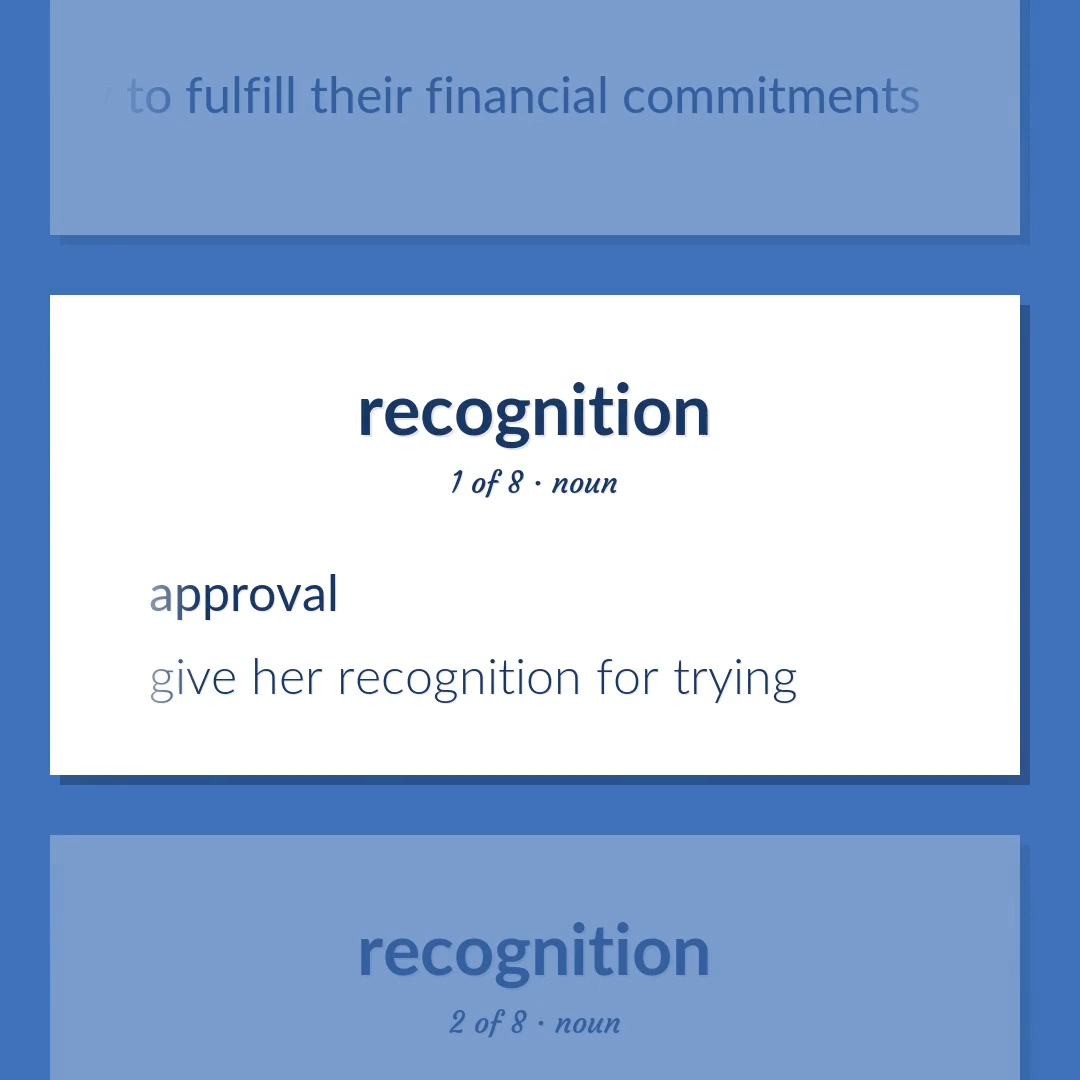 to fulfill their financial commitments
recognition
1 of 8 · noun
approval
give her recognition for trying
recognition
2 of 8 · noun